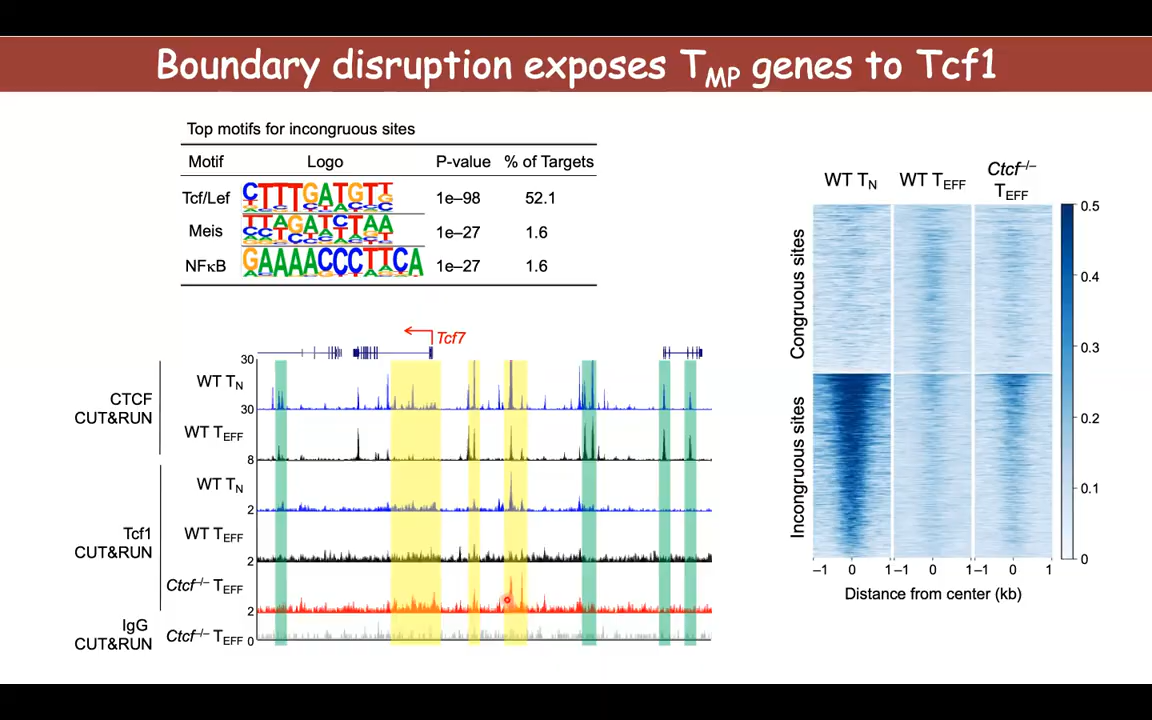 Boundary disruption exposes TMP genes to Tcf1
Top motifs for incongruous sites
Motif Logo P-value % of Targets
Tcf/Lef CTTTGATGTT 1e–98 52.1
Meis TTAGATCTAA 1e–27 1.6
NFκB GAAAACCCTTCA 1e–27 1.6
Tcf7
CTCF
CUT&RUN
WT TN
30
30
WT TEFF
8
Tcf1
CUT&RUN
WT TN
2
WT TEFF
2
Ctcf–/– TEFF
2
IgG
CUT&RUN
Ctcf–/– TEFF
0
WT TN WT TEFF Ctcf–/–
TEFF
Congruous sites
Incongruous sites
0.5
0.4
0.3
0.2
0.1
0
–1 0 1 –1 0 1 –1 0 1
Distance from center (kb)